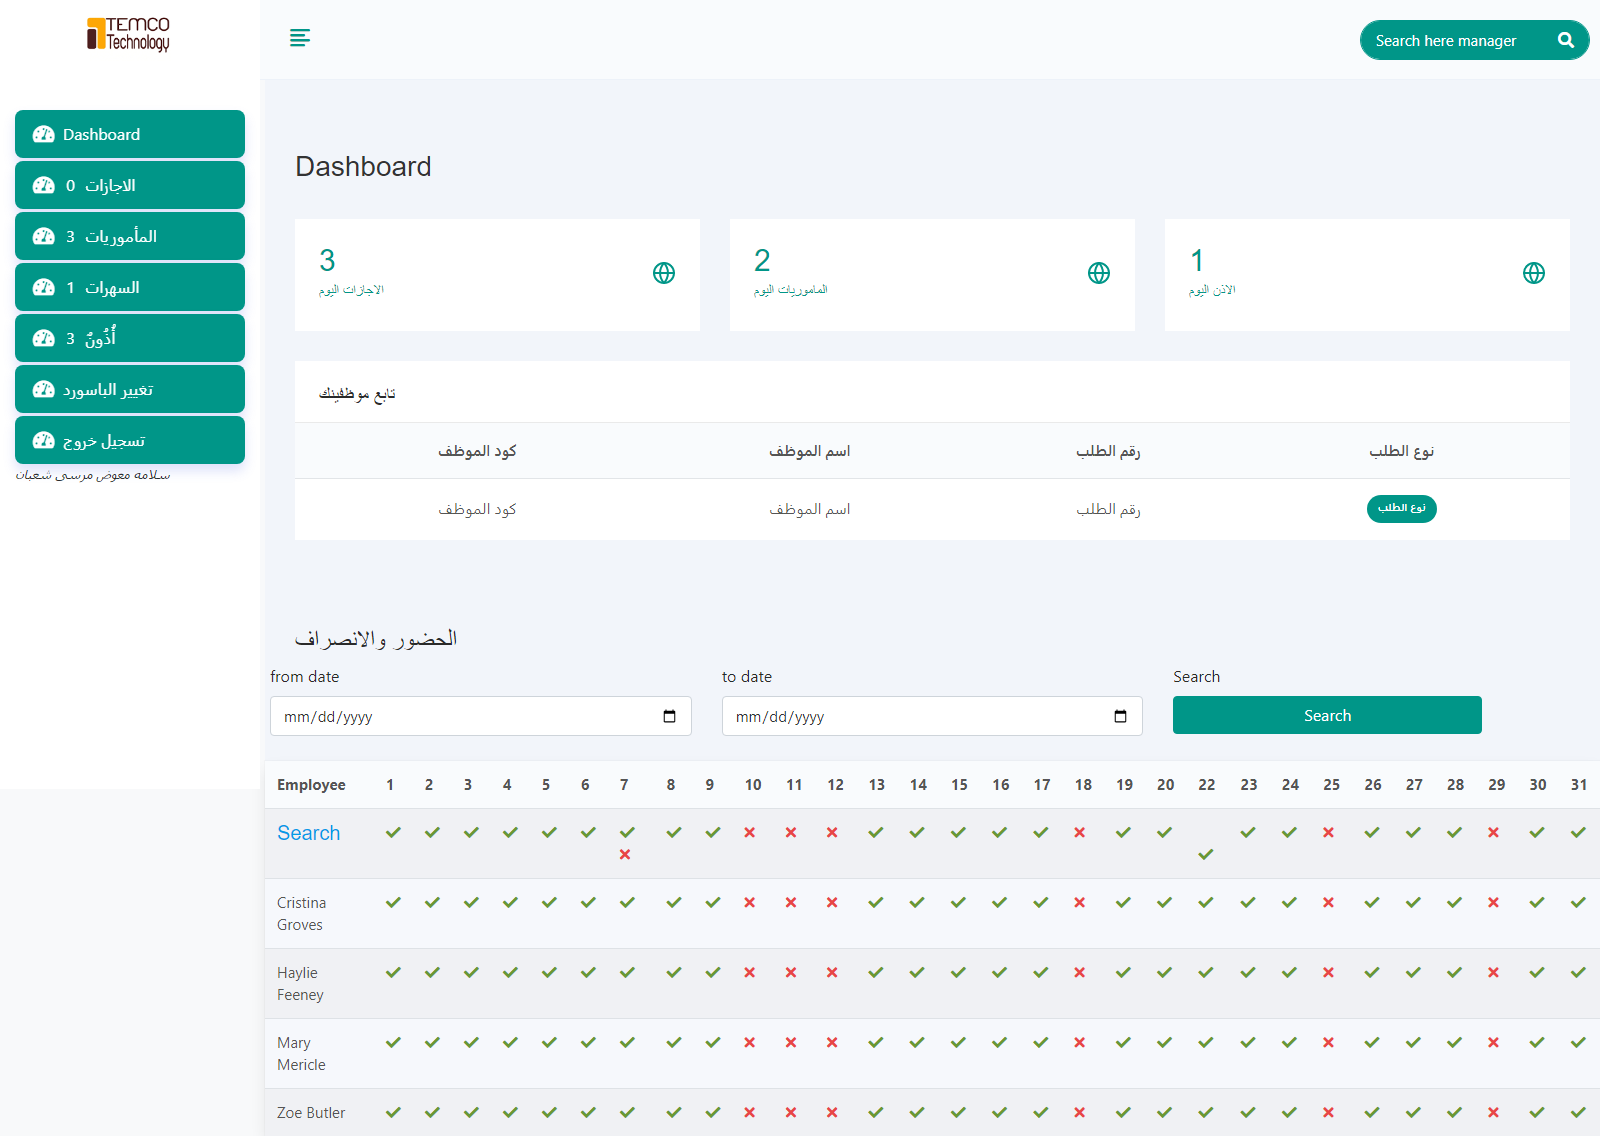 TEMCO
Technology
Search here manager
Dashboard
الاجازات 0
المأموريات 3
السهرات 1
أُذُونٌ 3
تغيير الباسورد
تسجيل خروج
سلامه معوض مرسى شعبان
Dashboard
3
الاجازات اليوم
2
الماموريات اليوم
1
الاذن اليوم
تابع موظفينك
كود الموظف اسم الموظف رقم الطلب نوع الطلب
كود الموظف اسم الموظف رقم الطلب نوع الطلب
الحضور والانصراف
from date to date Search
mm/dd/yyyy mm/dd/yyyy Search
Employee 1 2 3 4 5 6 7 8 9 10 11 12 13 14 15 16 17 18 19 20 22 23 24 25 26 27 28 29 30 31
Search
Cristina
Groves
Haylie
Feeney
Mary
Mericle
Zoe Butler